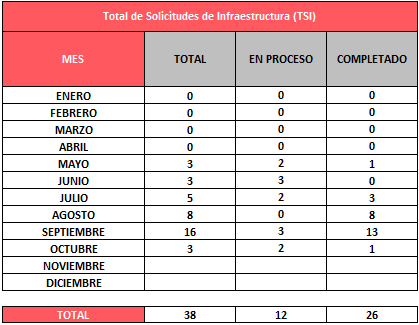 Total de Solicitudes de Infraestructura (TSI)
MES TOTAL EN PROCESO COMPLETADO
ENERO 0 0 0
FEBRERO 0 0 0
MARZO 0 0 0
ABRIL 0 0 0
MAYO 3 2 1
JUNIO 3 3 0
JULIO 5 2 3
AGOSTO 8 0 8
SEPTIEMBRE 16 3 13
OCTUBRE 3 2 1
NOVIEMBRE
DICIEMBRE
TOTAL 38 12 26